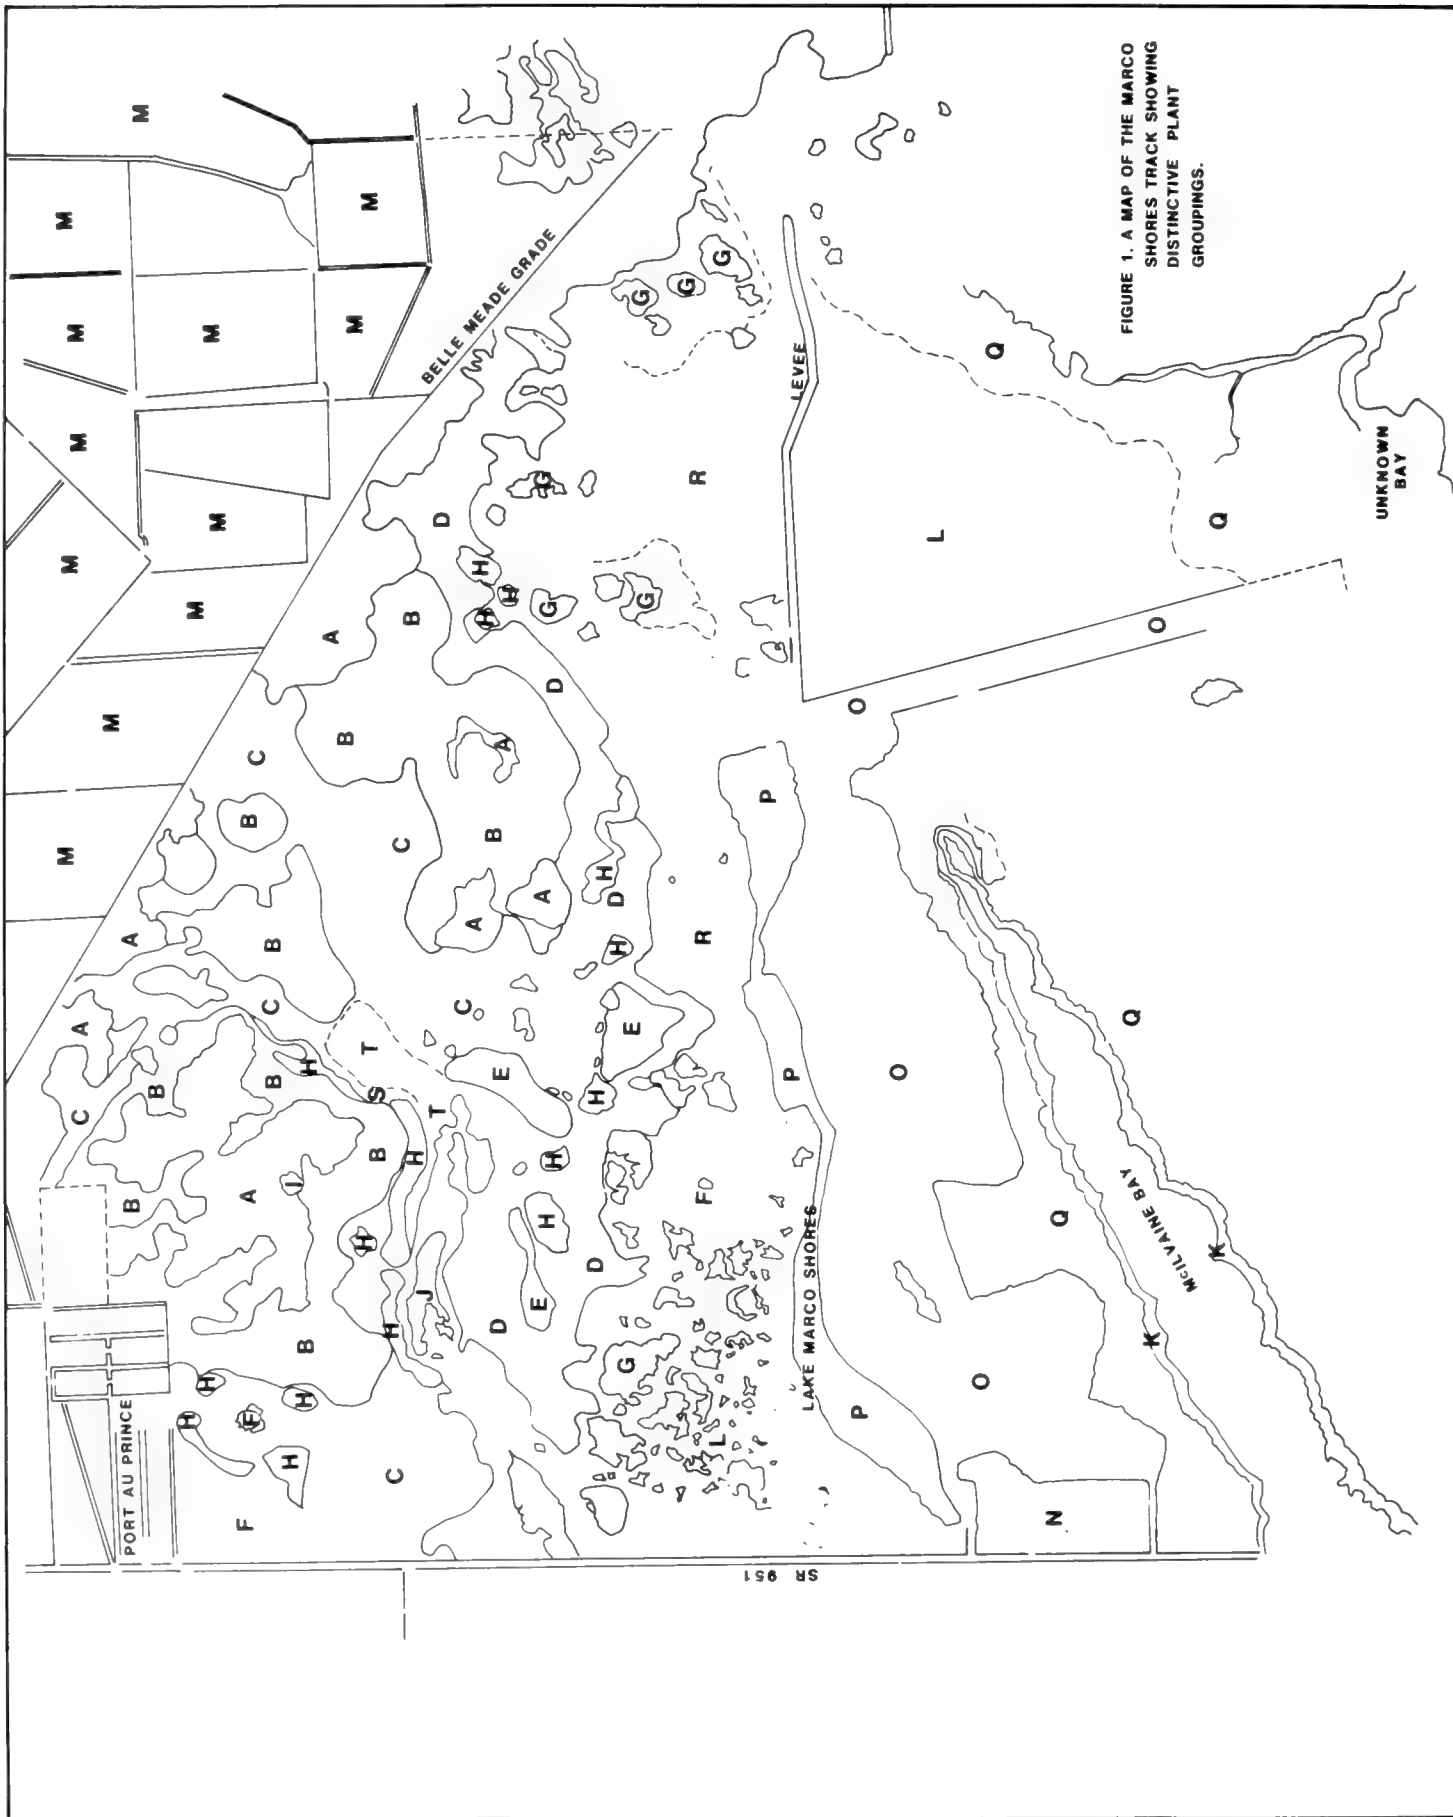 M
M
M
M
M
C
A
M
PORT AU PRINCE
B
A
M
B
H
M
H
M
M
F
F
A
B
C
B
C
B
H
I
H
B
H
A
B
M
H
T
M
S
B
H
C
C
B
H
J
T
D
C
A
BELLE MEADE GRADE
H
H
B
D
E
A
H
E
A
G
H
G
H
D
D
H
H
D
H
G
E
G
G
G
F
R
R
L
G
P
SR 951
P
LEVEE
LAKE MARCO SHORES
P
O
O
L
O
Q
N
Q
FIGURE 1. A MAP OF THE MARCO
SHORES TRACK SHOWING
DISTINCTIVE PLANT
GROUPINGS.
Q
K
O
McILVAINE BAY
K
Q
UNKNOWN
BAY